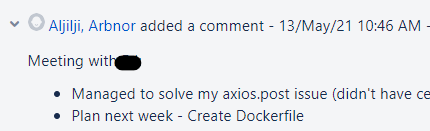 Aljilji, Arbnor added a comment - 13/May/21 10:46 AM -
Meeting with
• Managed to solve my axios.post issue (didn't have ce
• Plan next week - Create Dockerfile